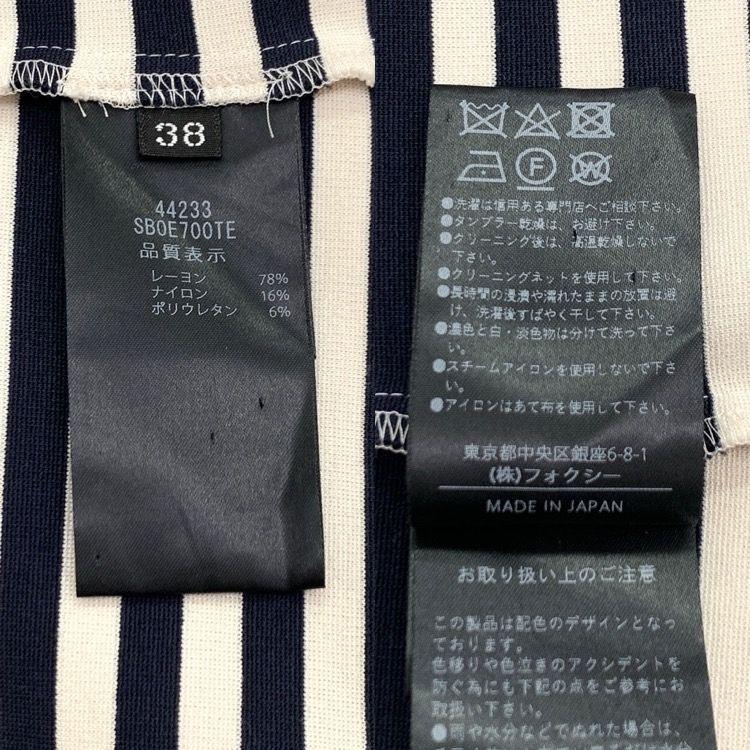 38
44233
SB0E700TE
品質表示
レーヨン 78%
ナイロン 16%
ポリウレタン 6%
F W
●洗濯は信用ある専門店へご相談下さい。
●タンブラー乾燥は、お避け下さい。
●クリーニング後は、高温乾燥しないで
下さい。
●クリーニングネットを使用して下さい。
●長時間の浸漬や濡れたままの放置は避
け、洗濯後すばやく干して下さい。
●濃色と白・淡色物は分けて洗って下さ
い。
●スチームアイロンを使用しないで下さ
い。
●アイロンはあて布を使用して下さい。
東京都中央区銀座6-8-1
(株)フォクシー
MADE IN JAPAN
お取り扱い上のご注意
この製品は配色のデザインとなっ
ております。
色移りや色泣きのアクシデントを
防ぐ為にも下記の点をご参考にお
取扱い下さい。
●雨や水分などでぬれた場合は、